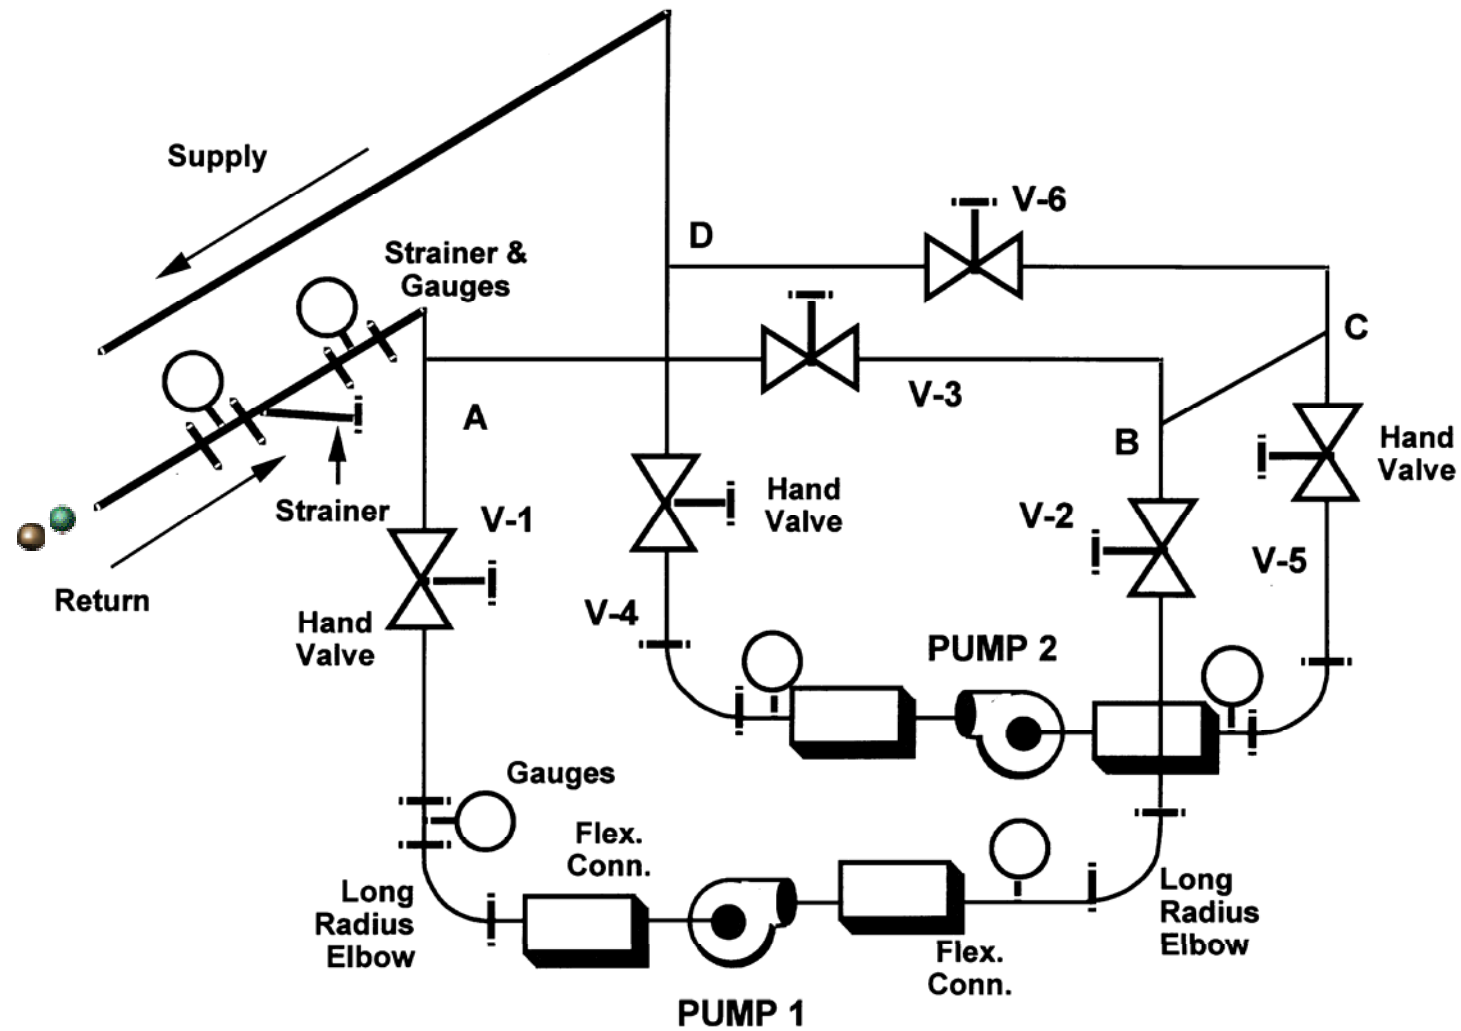 Supply
V-6
D
Strainer &
Gauges
C
V-3
A
B
Hand
Valve
Hand
Valve
Strainer
V-1
V-2
V-5
Return
Hand
Valve
V-4
PUMP 2
Gauges
Flex.
Conn.
Long
Radius
Elbow
Long
Radius
Elbow
Flex.
Conn.
PUMP 1